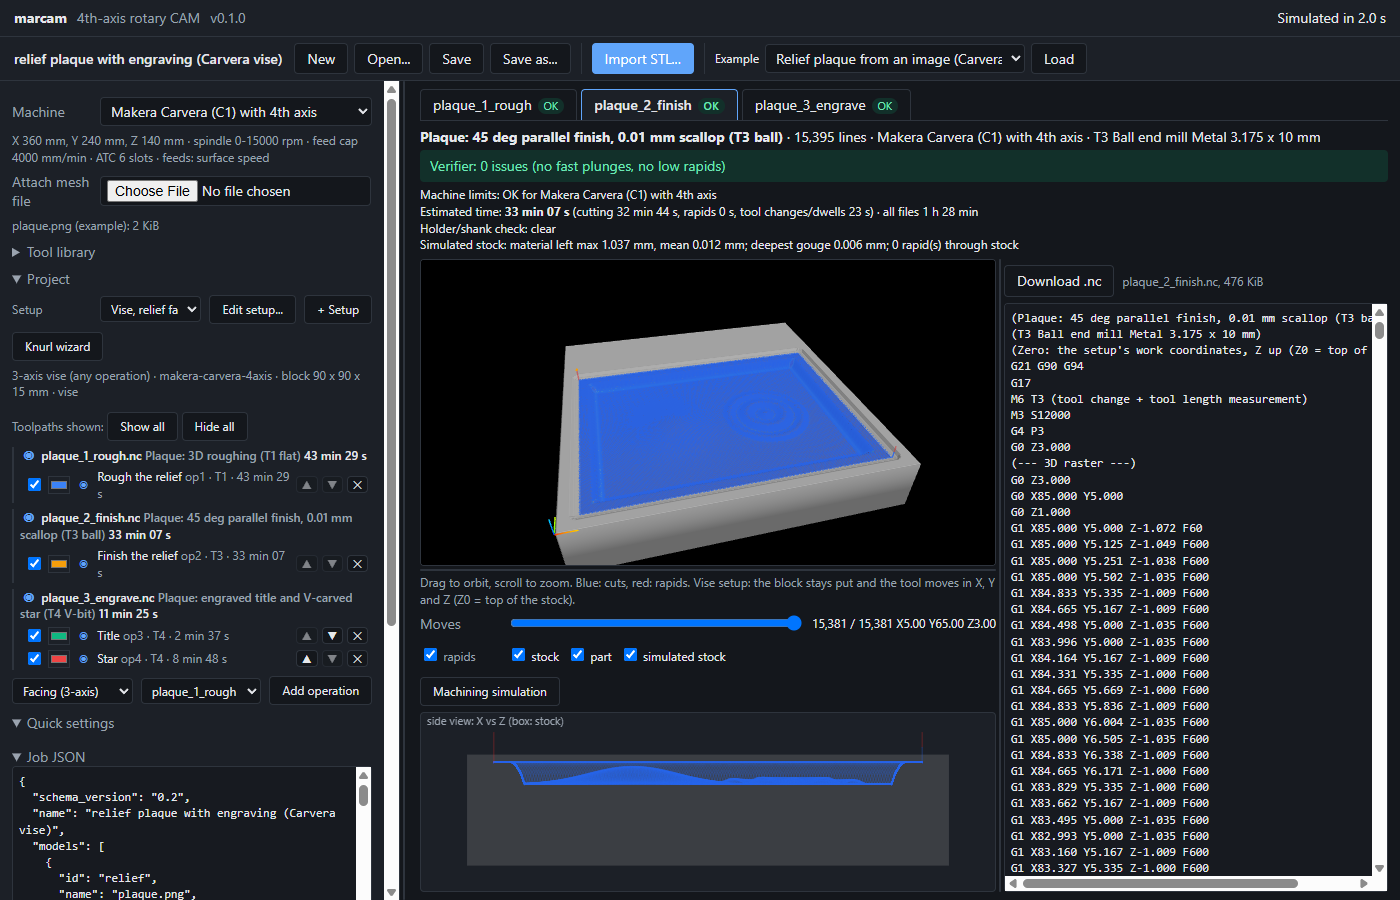 marcam 4th-axis rotary CAM v0.1.0
Simulated in 2.0 s
relief plaque with engraving (Carvera vise)
New
Open...
Save
Save as...
Import STL...
Example
Relief plaque from an image (Carvera
Load
Machine
Makera Carvera (C1) with 4th axis
X 360 mm, Y 240 mm, Z 140 mm · spindle 0-15000 rpm · feed cap
4000 mm/min · ATC 6 slots · feeds: surface speed
Attach mesh
file
Choose File No file chosen
plaque.png (example): 2 KiB
Tool library
Project
Setup
Vise, relief fa
Edit setup...
+ Setup
Knurl wizard
3-axis vise (any operation) · makera-carvera-4axis · block 90 x 90 x
15 mm · vise
Toolpaths shown:
Show all
Hide all
plaque_1_rough.nc Plaque: 3D roughing (T1 flat) 43 min 29 s
Rough the relief op1 · T1 · 43 min 29
s
plaque_2_finish.nc Plaque: 45 deg parallel finish, 0.01 mm
scallop (T3 ball) 33 min 07 s
Finish the relief op2 · T3 · 33 min 07
s
plaque_3_engrave.nc Plaque: engraved title and V-carved
star (T4 V-bit) 11 min 25 s
Title op3 · T4 · 2 min 37 s
Star op4 · T4 · 8 min 48 s
Facing (3-axis)
plaque_1_rough
Add operation
Quick settings
Job JSON
{
"schema_version": "0.2",
"name": "relief plaque with engraving (Carvera
vise)",
"models": [
{
"id": "relief",
"name": "plaque.png",
plaque_1_rough OK
plaque_2_finish OK
plaque_3_engrave OK
Plaque: 45 deg parallel finish, 0.01 mm scallop (T3 ball) · 15,395 lines · Makera Carvera (C1) with 4th axis · T3 Ball end mill Metal 3.175 x 10 mm
Verifier: 0 issues (no fast plunges, no low rapids)
Machine limits: OK for Makera Carvera (C1) with 4th axis
Estimated time: 33 min 07 s (cutting 32 min 44 s, rapids 0 s, tool changes/dwells 23 s) · all files 1 h 28 min
Holder/shank check: clear
Simulated stock: material left max 1.037 mm, mean 0.012 mm; deepest gouge 0.006 mm; 0 rapid(s) through stock
Drag to orbit, scroll to zoom. Blue: cuts, red: rapids. Vise setup: the block stays put and the tool moves in X, Y
and Z (Z0 = top of the stock).
Moves
15,381 / 15,381 X5.00 Y65.00 Z3.00
rapids
stock
part
simulated stock
Machining simulation
side view: X vs Z (box: stock)
Download .nc
plaque_2_finish.nc, 476 KiB
(Plaque: 45 deg parallel finish, 0.01 mm scallop (T3 ba
(T3 Ball end mill Metal 3.175 x 10 mm)
(Zero: the setup's work coordinates, Z up (Z0 = top of
G21 G90 G94
G17
M6 T3 (tool change + tool length measurement)
M3 S12000
G4 P3
G0 Z3.000
(--- 3D raster ---)
G0 Z3.000
G0 X85.000 Y5.000
G0 Z1.000
G1 X85.000 Y5.000 Z-1.072 F60
G1 X85.000 Y5.125 Z-1.049 F600
G1 X85.000 Y5.251 Z-1.038 F600
G1 X85.000 Y5.502 Z-1.035 F600
G1 X84.833 Y5.335 Z-1.009 F600
G1 X84.665 Y5.167 Z-1.009 F600
G1 X84.498 Y5.000 Z-1.035 F600
G1 X83.996 Y5.000 Z-1.035 F600
G1 X84.164 Y5.167 Z-1.009 F600
G1 X84.331 Y5.335 Z-1.000 F600
G1 X84.665 Y5.669 Z-1.000 F600
G1 X84.833 Y5.836 Z-1.009 F600
G1 X85.000 Y6.004 Z-1.035 F600
G1 X85.000 Y6.505 Z-1.035 F600
G1 X84.833 Y6.338 Z-1.009 F600
G1 X84.665 Y6.171 Z-1.000 F600
G1 X83.829 Y5.335 Z-1.000 F600
G1 X83.662 Y5.167 Z-1.009 F600
G1 X83.495 Y5.000 Z-1.035 F600
G1 X82.993 Y5.000 Z-1.035 F600
G1 X83.160 Y5.167 Z-1.009 F600
G1 X83.327 Y5.335 Z-1.000 F600